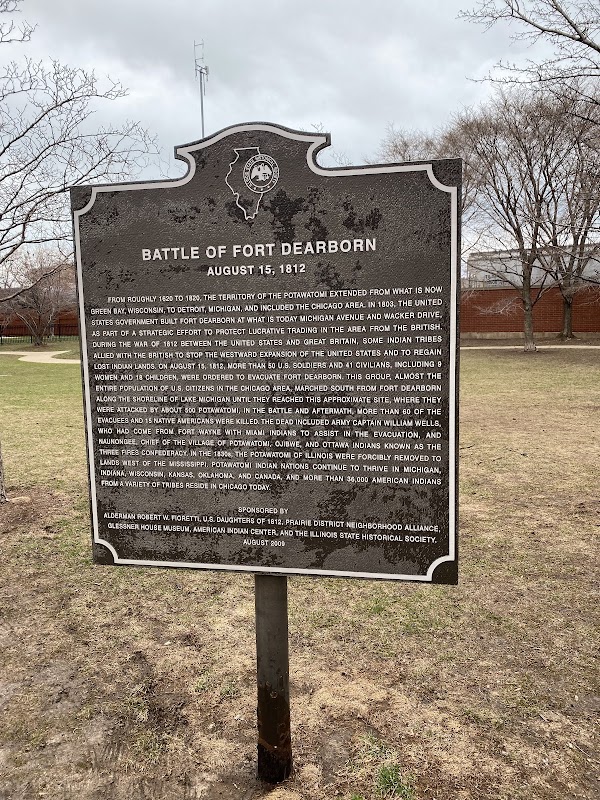 BATTLE OF FORT DEARBORN
AUGUST 15, 1812
FROM ROUGHLY 1620 TO 1820, THE TERRITORY OF THE POTAWATOMI EXTENDED FROM WHAT IS NOW
GREEN BAY, WISCONSIN, TO DETROIT, MICHIGAN, AND INCLUDED THE CHICAGO AREA. IN 1803, THE UNITED
STATES GOVERNMENT BUILT FORT DEARBORN AT WHAT IS TODAY MICHIGAN AVENUE AND WACKER DRIVE,
AS PART OF A STRATEGIC EFFORT TO PROTECT LUCRATIVE TRADING IN THE AREA FROM THE BRITISH.
DURING THE WAR OF 1812 BETWEEN THE UNITED STATES AND GREAT BRITAIN, SOME INDIAN TRIBES
ALLIED WITH THE BRITISH TO STOP THE WESTWARD EXPANSION OF THE UNITED STATES AND TO REGAIN
LOST INDIAN LANDS. ON AUGUST 15, 1812, MORE THAN 50 U.S. SOLDIERS AND 41 CIVILIANS, INCLUDING 9
WOMEN AND 18 CHILDREN, WERE ORDERED TO EVACUATE FORT DEARBORN. THIS GROUP, ALMOST THE
ENTIRE POPULATION OF U.S. CITIZENS IN THE CHICAGO AREA, MARCHED SOUTH FROM FORT DEARBORN
ALONG THE SHORELINE OF LAKE MICHIGAN UNTIL THEY REACHED THIS APPROXIMATE SITE, WHERE THEY
WERE ATTACKED BY ABOUT 500 POTAWATOMI. IN THE BATTLE AND AFTERMATH, MORE THAN 60 OF THE
EVACUEES AND 15 NATIVE AMERICANS WERE KILLED. THE DEAD INCLUDED ARMY CAPTAIN WILLIAM WELLS,
WHO HAD COME FROM FORT WAYNE WITH MIAMI INDIANS TO ASSIST IN THE EVACUATION, AND
NAUNONGEE, CHIEF OF THE VILLAGE OF POTAWATOMI, OJIBWE, AND OTTAWA INDIANS KNOWN AS THE
THREE FIRES CONFEDERACY. IN THE 1830s, THE POTAWATOMI OF ILLINOIS WERE FORCIBLY REMOVED TO
LANDS WEST OF THE MISSISSIPPI. POTAWATOMI INDIAN NATIONS CONTINUE TO THRIVE IN MICHIGAN,
INDIANA, WISCONSIN, KANSAS, OKLAHOMA, AND CANADA, AND MORE THAN 36,000 AMERICAN INDIANS
FROM A VARIETY OF TRIBES RESIDE IN CHICAGO TODAY.
SPONSORED BY
ALDERMAN ROBERT W. FIORETTI, U.S. DAUGHTERS OF 1812, PRAIRIE DISTRICT NEIGHBORHOOD ALLIANCE,
GLESSNER HOUSE MUSEUM, AMERICAN INDIAN CENTER, AND THE ILLINOIS STATE HISTORICAL SOCIETY.
AUGUST 2009